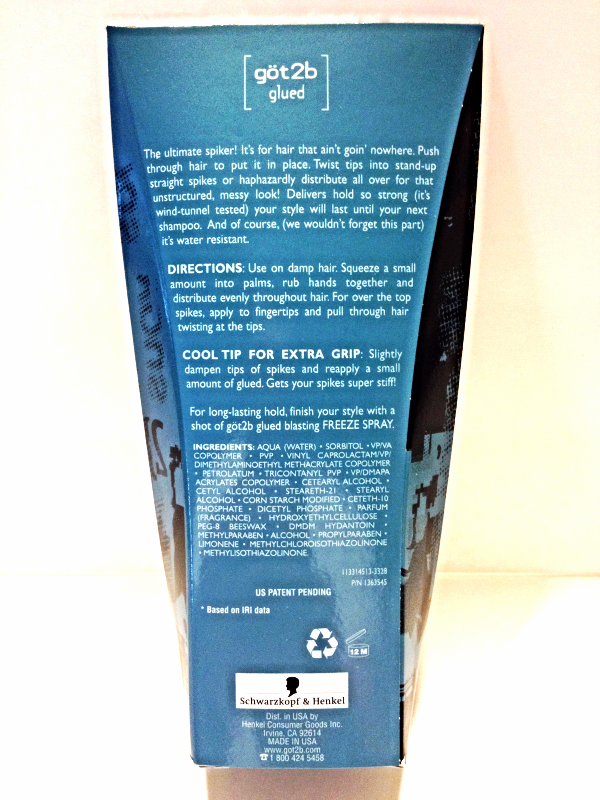 göt2b
glued
The ultimate spiker! It's for hair that ain't goin' nowhere. Push
through hair to put it in place. Twist tips into stand-up
straight spikes or haphazardly distribute all over for that
unstructured, messy look! Delivers hold so strong (it's
wind-tunnel tested) your style will last until your next
shampoo. And of course, (we wouldn't forget this part)
it's water resistant.
DIRECTIONS: Use on damp hair. Squeeze a small
amount into palms, rub hands together and
distribute evenly throughout hair. For over the top
spikes, apply to fingertips and pull through hair
twisting at the tips.
COOL TIP FOR EXTRA GRIP: Slightly
dampen tips of spikes and reapply a small
amount of glued. Gets your spikes super stiff!
For long-lasting hold, finish your style with a
shot of göt2b glued blasting FREEZE SPRAY.
INGREDIENTS: AQUA (WATER) • SORBITOL • VP/VA
COPOLYMER • PVP • VINYL CAPROLACTAM/VP/
DIMETHYLAMINOETHYL METHACRYLATE COPOLYMER
• PETROLATUM • TRICONTANYL PVP • VP/DMAPA
ACRYLATES COPOLYMER • CETEARYL ALCOHOL •
CETYL ALCOHOL • STEARETH-21 • STEARYL
ALCOHOL • CORN STARCH MODIFIED • CETETH-10
PHOSPHATE • DICETYL PHOSPHATE • PARFUM
(FRAGRANCE) • HYDROXYETHYLCELLULOSE •
PEG-8 BEESWAX • DMDM HYDANTOIN •
METHYLPARABEN • ALCOHOL • PROPYLPARABEN •
LIMONENE • METHYLCHLOROISOTHIAZOLINONE
• METHYLISOTHIAZOLINONE.
113314513-3328
P/N 1363545
US PATENT PENDING
* Based on IRI data
12 M
Schwarzkopf & Henkel
Dist. in USA by
Henkel Consumer Goods Inc.
Irvine, CA 92614
MADE IN USA
www.got2b.com
☎ 1 800 424 5458